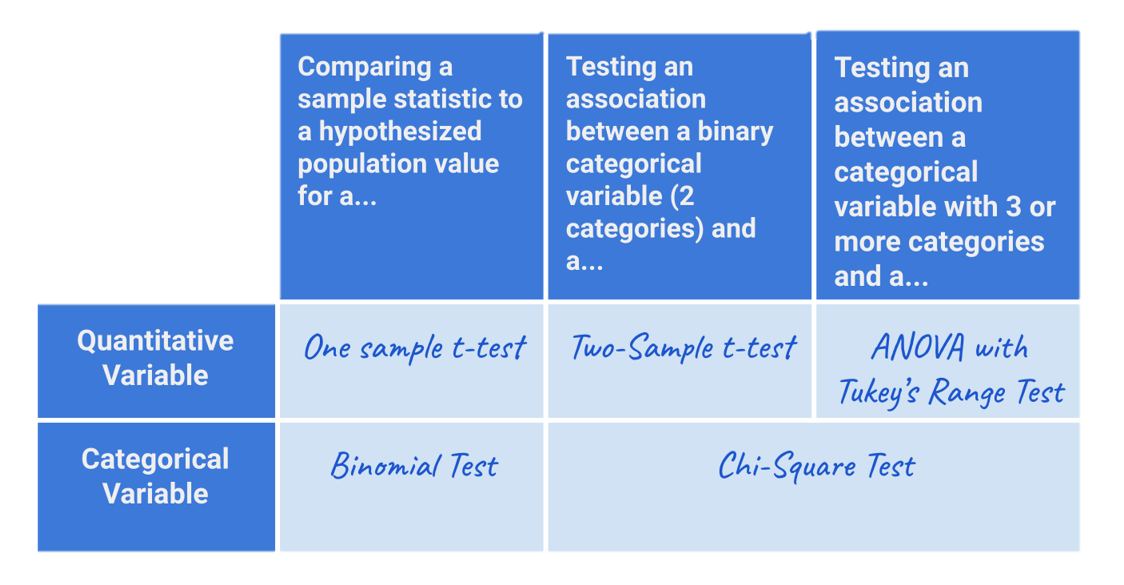 Comparing a
sample statistic to
a hypothesized
population value
for a...
Testing an
association
between a binary
categorical
variable (2
categories) and
a...
Testing an
association
between a
categorical
variable with 3 or
more categories
and a...
Quantitative
Variable
One sample t-test
Two-Sample t-test
ANOVA with
Tukey's Range Test
Categorical
Variable
Binomial Test
Chi-Square Test